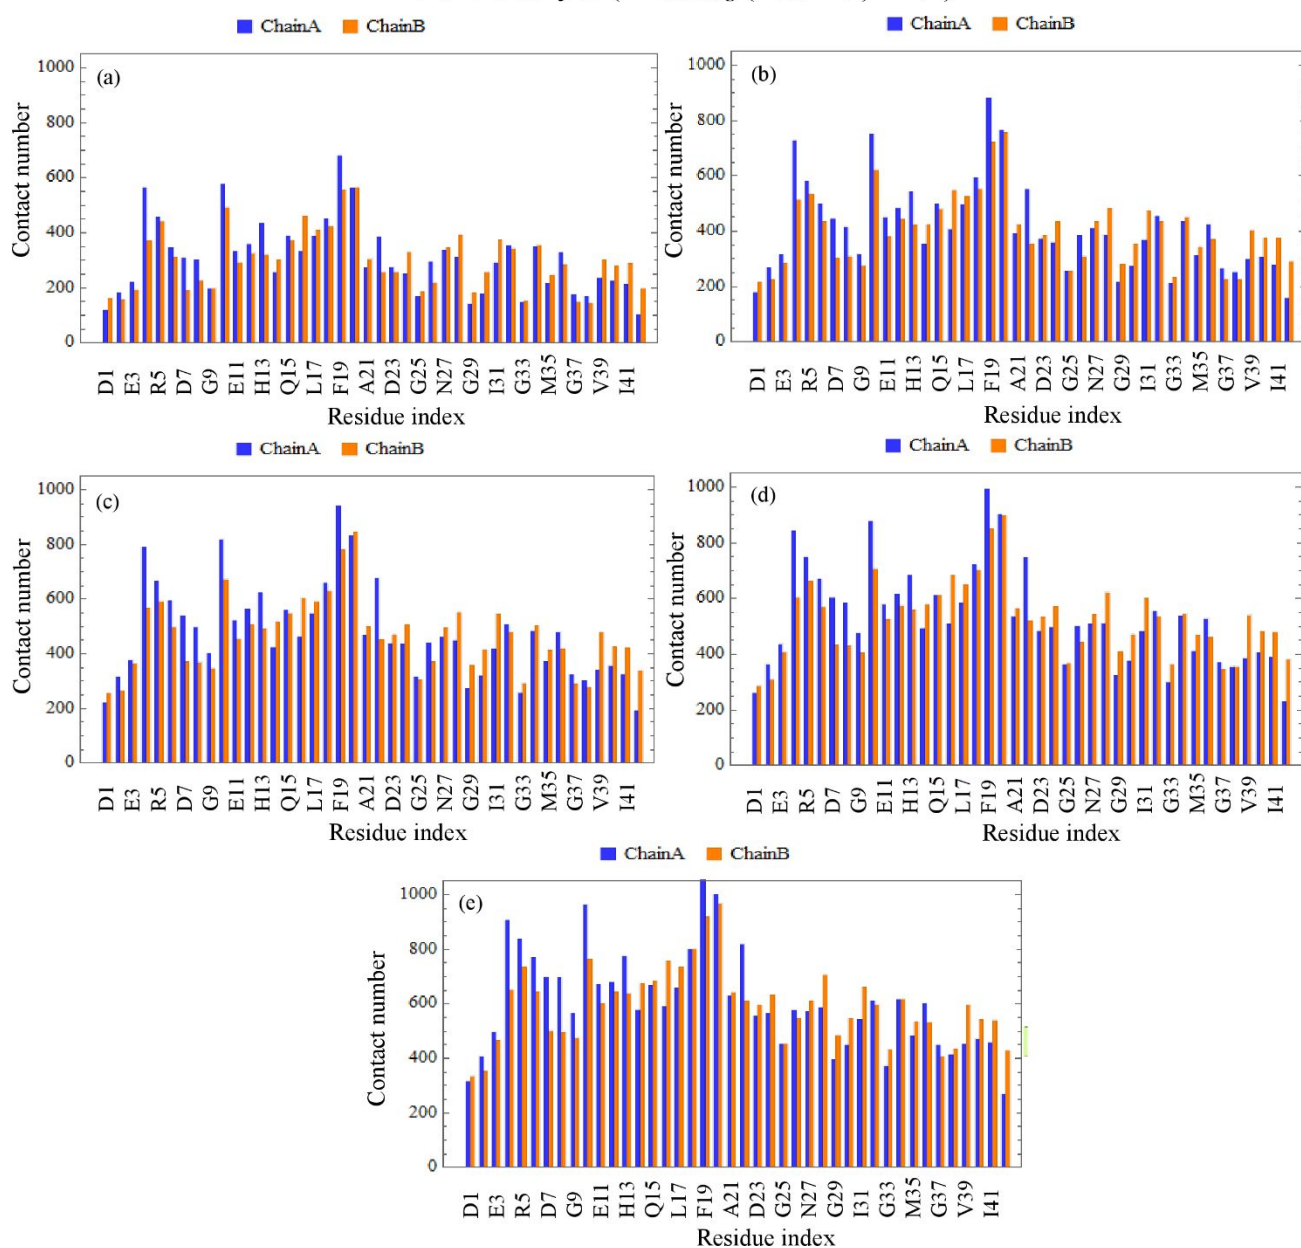 ChainA ChainB
(a)
1000
800
600
400
200
0
Contact number
D1 E3 R5 D7 G9 E11 H13 Q15 L17 F19 A21 D23 G25 N27 G29 I31 G33 M35 G37 V39 I41
Residue index
ChainA ChainB
(b)
1000
800
600
400
200
0
Contact number
D1 E3 R5 D7 G9 E11 H13 Q15 L17 F19 A21 D23 G25 N27 G29 I31 G33 M35 G37 V39 I41
Residue index
ChainA ChainB
(c)
1000
800
600
400
200
0
Contact number
D1 E3 R5 D7 G9 E11 H13 Q15 L17 F19 A21 D23 G25 N27 G29 I31 G33 M35 G37 V39 I41
Residue index
ChainA ChainB
(d)
1000
800
600
400
200
0
Contact number
D1 E3 R5 D7 G9 E11 H13 Q15 L17 F19 A21 D23 G25 N27 G29 I31 G33 M35 G37 V39 I41
Residue index
ChainA ChainB
(e)
1000
800
600
400
200
0
Contact number
D1 E3 R5 D7 G9 E11 H13 Q15 L17 F19 A21 D23 G25 N27 G29 I31 G33 M35 G37 V39 I41
Residue index